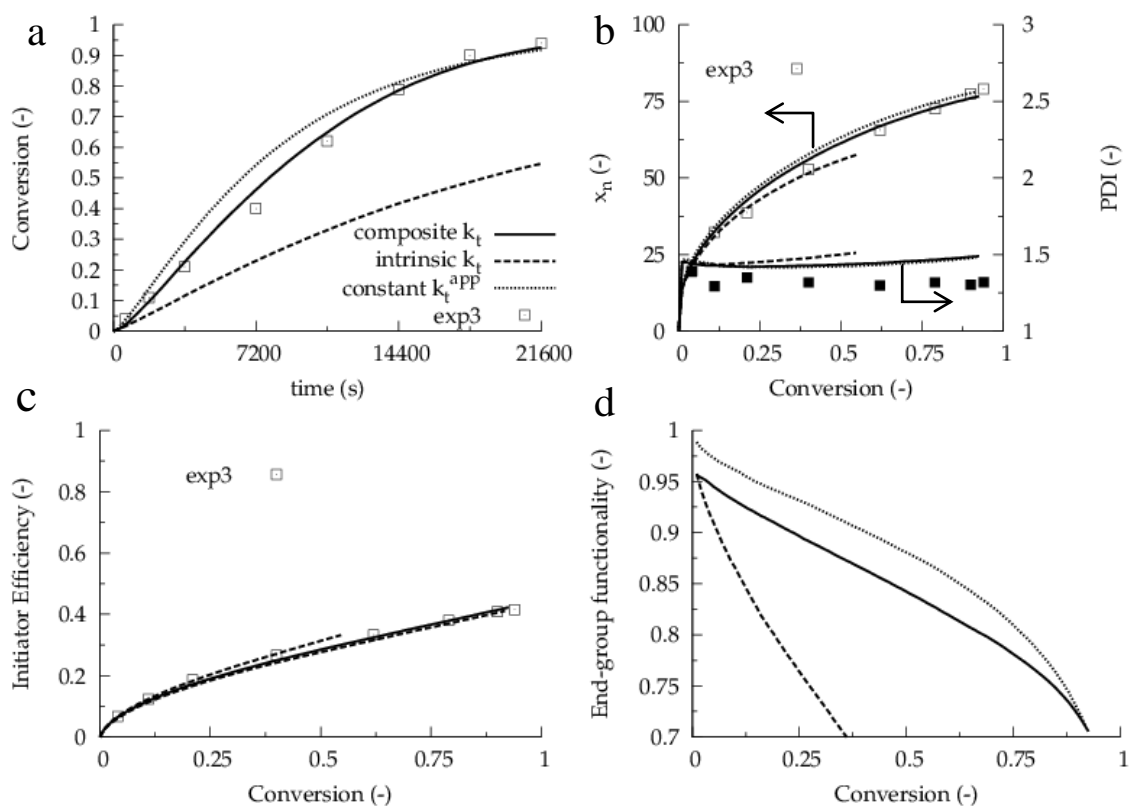 a
1
0.9
0.8
0.7
0.6
0.5
0.4
0.3
0.2
0.1
0
Conversion (-)
composite kt
intrinsic kt
constant kt^app
exp3
0 7200 14400 21600
time (s)
b
100
75
50
25
0
xn (-)
exp3
3
2.5
2
1.5
1
PDI (-)
0 0.25 0.5 0.75 1
Conversion (-)
c
1
0.8
0.6
0.4
0.2
0
Initiator Efficiency (-)
exp3
0 0.25 0.5 0.75 1
Conversion (-)
d
1
0.95
0.9
0.85
0.8
0.75
0.7
End-group functionality (-)
0 0.25 0.5 0.75 1
Conversion (-)